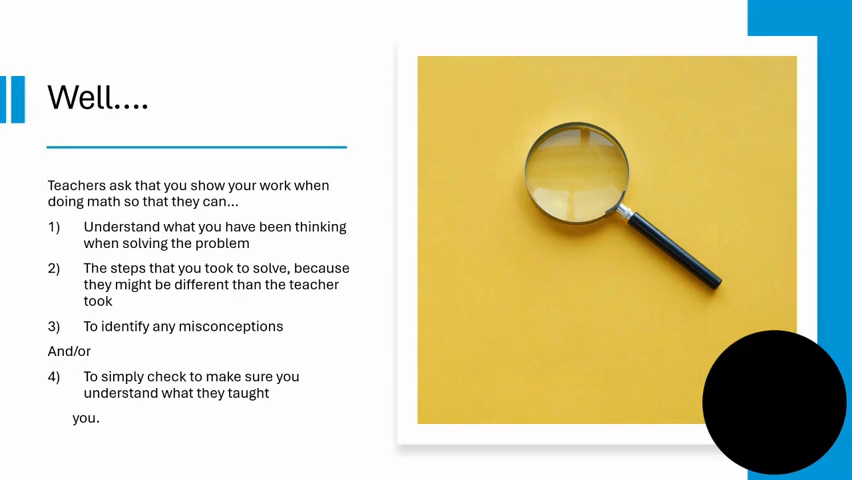 Well....
Teachers ask that you show your work when
doing math so that they can...
1) Understand what you have been thinking
when solving the problem
2) The steps that you took to solve, because
they might be different than the teacher
took
3) To identify any misconceptions
And/or
4) To simply check to make sure you
understand what they taught
you.